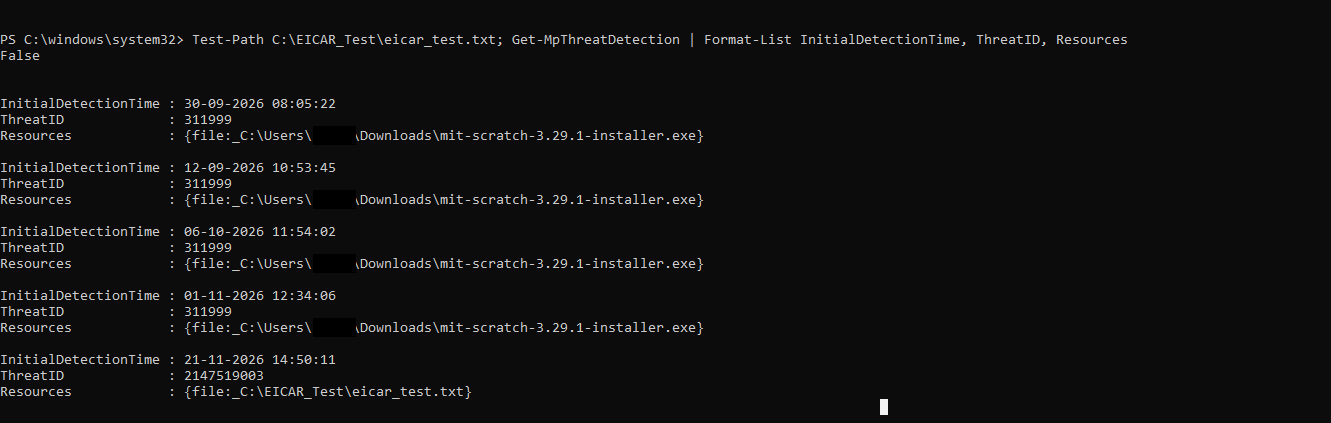 PS C:\windows\system32> Test-Path C:\EICAR_Test\eicar_test.txt; Get-MpThreatDetection | Format-List InitialDetectionTime, ThreatID, Resources
False
InitialDetectionTime : 30-09-2026 08:05:22
ThreatID             : 311999
Resources            : {file:_C:\Users\      \Downloads\mit-scratch-3.29.1-installer.exe}
InitialDetectionTime : 12-09-2026 10:53:45
ThreatID             : 311999
Resources            : {file:_C:\Users\      \Downloads\mit-scratch-3.29.1-installer.exe}
InitialDetectionTime : 06-10-2026 11:54:02
ThreatID             : 311999
Resources            : {file:_C:\Users\      \Downloads\mit-scratch-3.29.1-installer.exe}
InitialDetectionTime : 01-11-2026 12:34:06
ThreatID             : 311999
Resources            : {file:_C:\Users\      \Downloads\mit-scratch-3.29.1-installer.exe}
InitialDetectionTime : 21-11-2026 14:50:11
ThreatID             : 2147519003
Resources            : {file:_C:\EICAR_Test\eicar_test.txt}